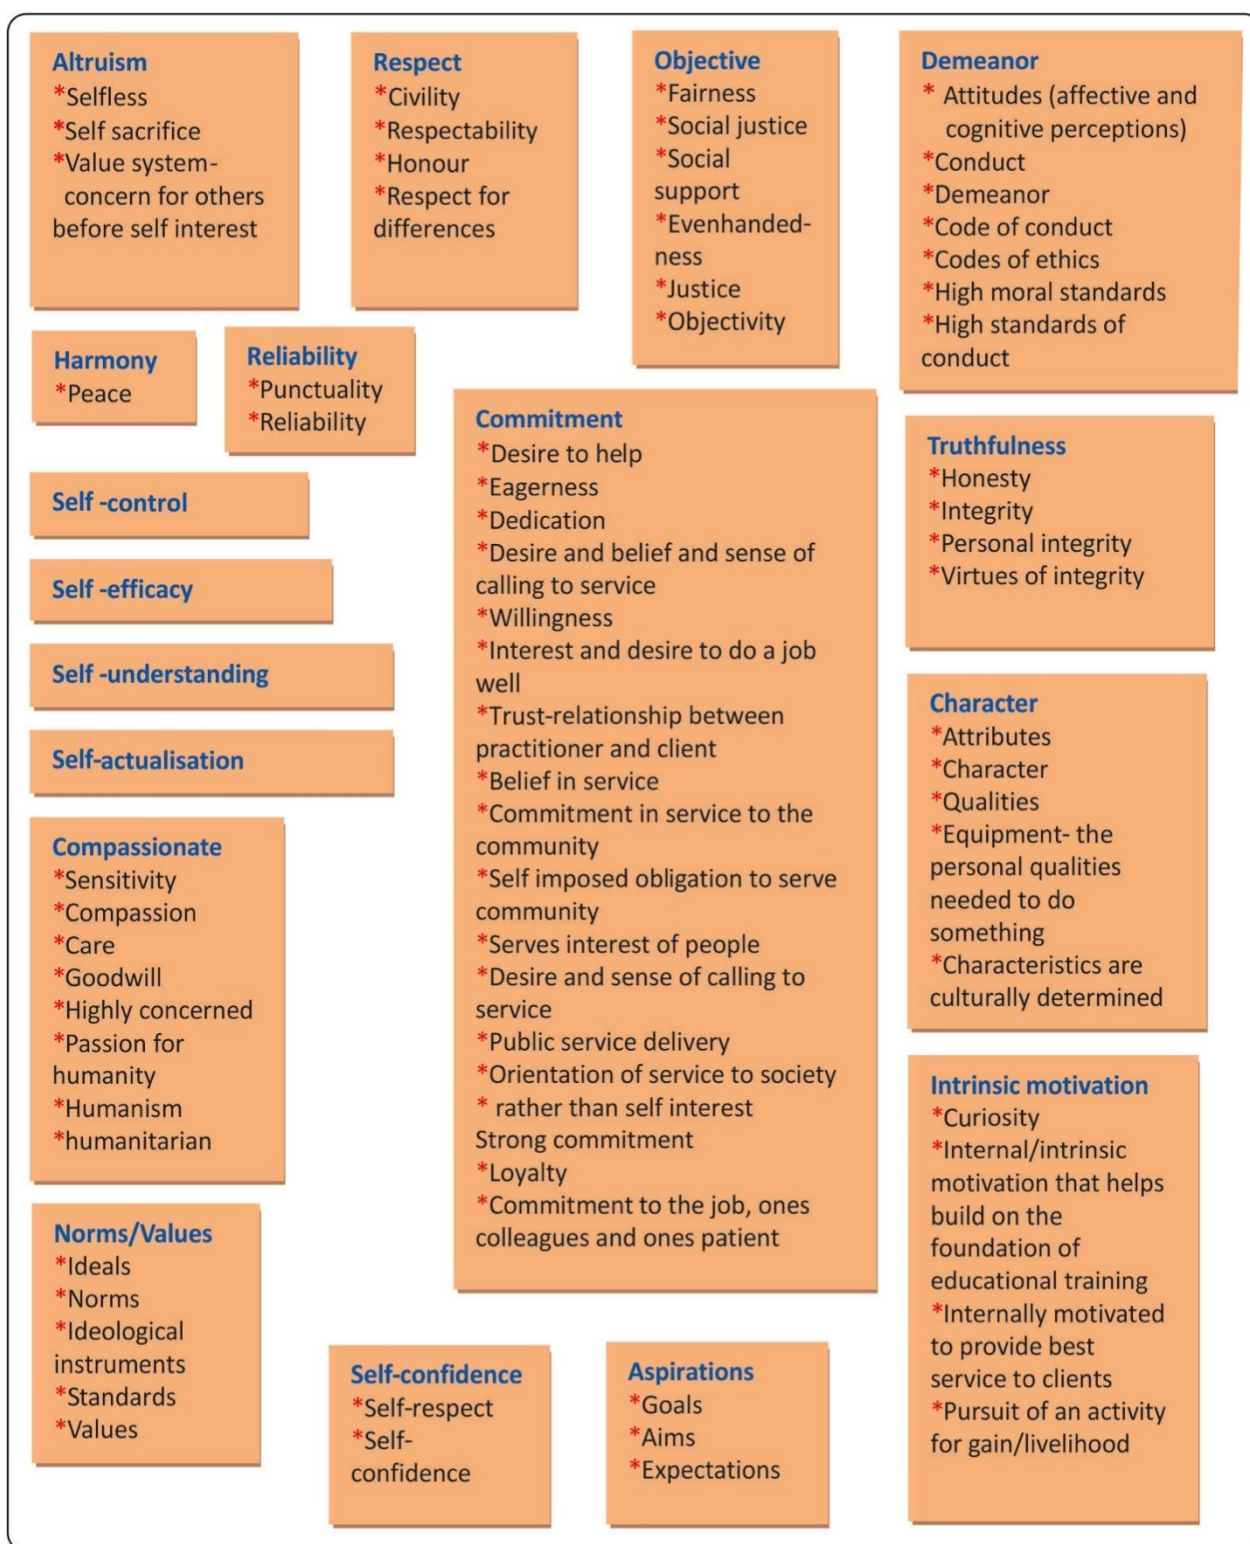 Altruism
*Selfless
*Self sacrifice
*Value system-
concern for others
before self interest
Respect
*Civility
*Respectability
*Honour
*Respect for
differences
Objective
*Fairness
*Social justice
*Social
support
*Evenhanded-
ness
*Justice
*Objectivity
Demeanor
* Attitudes (affective and
cognitive perceptions)
*Conduct
*Demeanor
*Code of conduct
*Codes of ethics
*High moral standards
*High standards of
conduct
Harmony
*Peace
Reliability
*Punctuality
*Reliability
Commitment
*Desire to help
*Eagerness
*Dedication
*Desire and belief and sense of
calling to service
*Willingness
*Interest and desire to do a job
well
*Trust-relationship between
practitioner and client
*Belief in service
*Commitment in service to the
community
*Self imposed obligation to serve
community
*Serves interest of people
*Desire and sense of calling to
service
*Public service delivery
*Orientation of service to society
* rather than self interest
Strong commitment
*Loyalty
*Commitment to the job, ones
colleagues and ones patient
Truthfulness
*Honesty
*Integrity
*Personal integrity
*Virtues of integrity
Self -control
Self -efficacy
Self -understanding
Self-actualisation
Character
*Attributes
*Character
*Qualities
*Equipment- the
personal qualities
needed to do
something
*Characteristics are
culturally determined
Compassionate
*Sensitivity
*Compassion
*Care
*Goodwill
*Highly concerned
*Passion for
humanity
*Humanism
*humanitarian
Intrinsic motivation
*Curiosity
*Internal/intrinsic
motivation that helps
build on the
foundation of
educational training
*Internally motivated
to provide best
service to clients
*Pursuit of an activity
for gain/livelihood
Norms/Values
*Ideals
*Norms
*Ideological
instruments
*Standards
*Values
Self-confidence
*Self-respect
*Self-
confidence
Aspirations
*Goals
*Aims
*Expectations